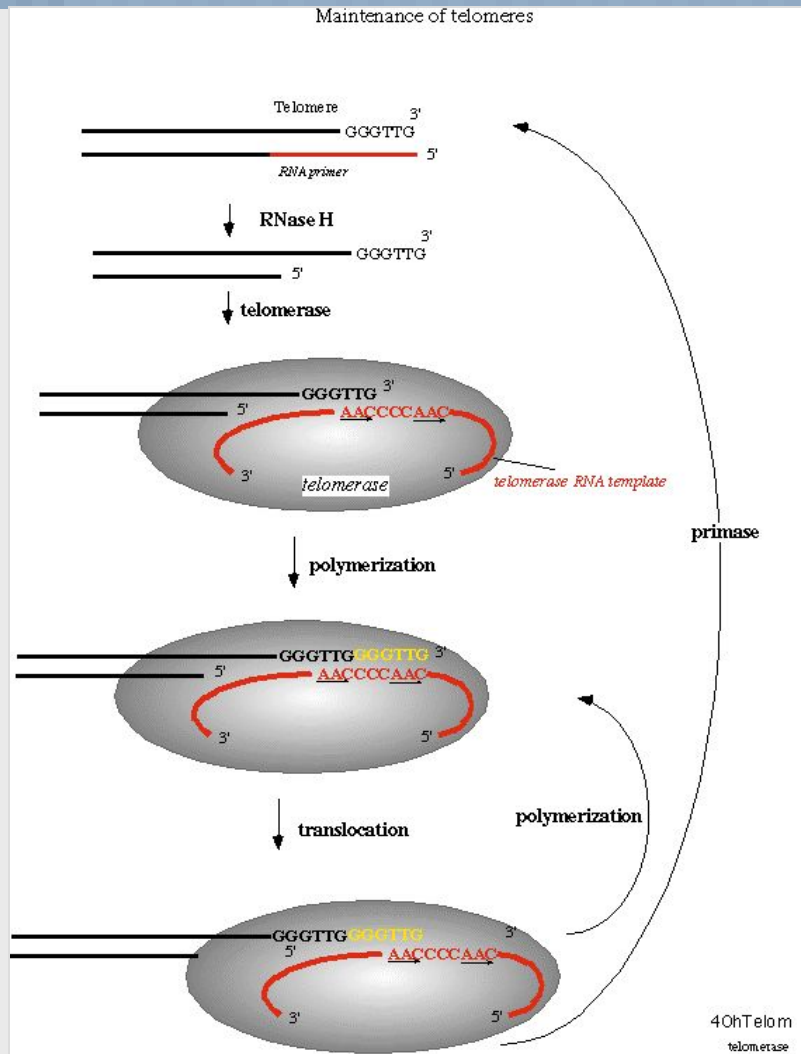 Maintenance of telomeres
Telomere
3'
GGGTTG
5'
RNA primer
RNase H
3'
GGGTTG
5'
telomerase
GGGTTG 3'
5'
AACCCCAAC
3'
telomerase
5'
telomerase RNA template
primase
polymerization
GGGTTGGGGTTG 3'
5'
AACCCCAAC
3'
5'
translocation
polymerization
GGGTTGGGGTTG
3'
5'
AACCCCAAC
3'
5'
40hTelom
telomerase